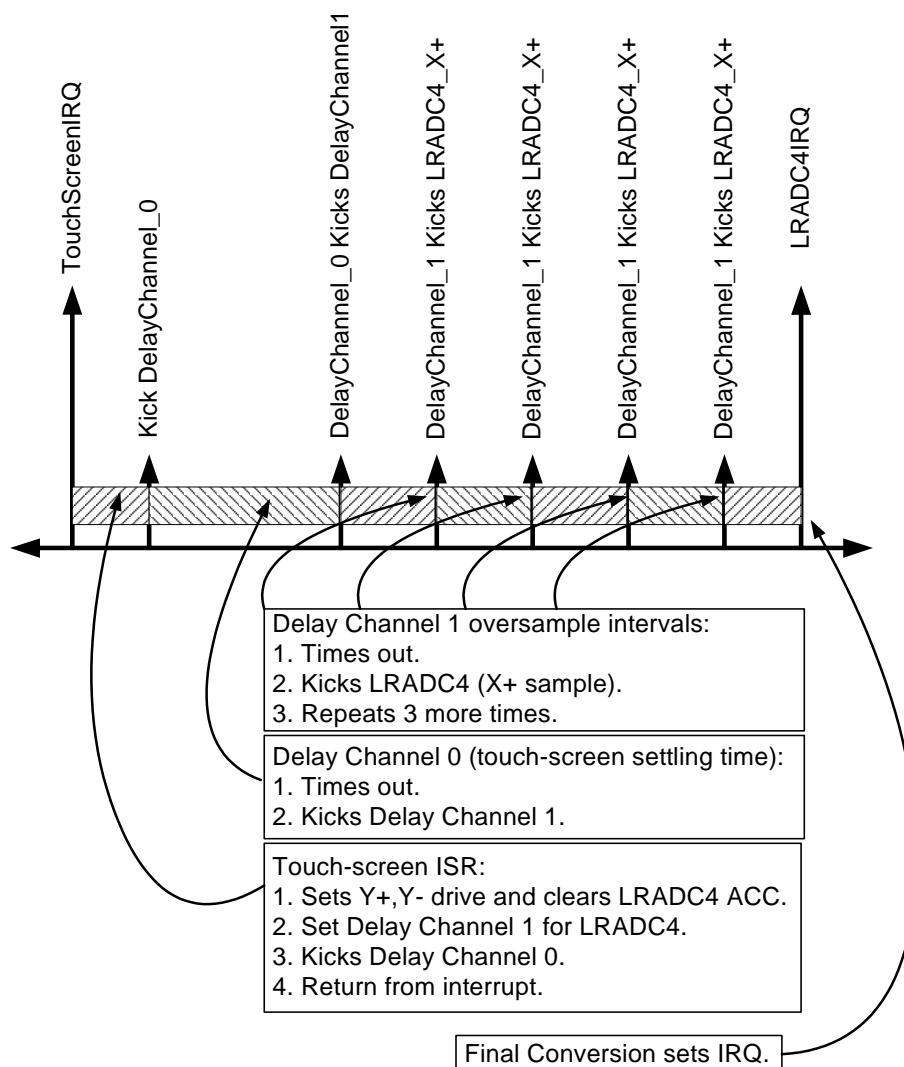 TouchScreenIRQ
Kick DelayChannel_0
DelayChannel_0 Kicks DelayChannel1
DelayChannel_1 Kicks LRADC4_X+
DelayChannel_1 Kicks LRADC4_X+
DelayChannel_1 Kicks LRADC4_X+
DelayChannel_1 Kicks LRADC4_X+
LRADC4IRQ
Delay Channel 1 oversample intervals:
1. Times out.
2. Kicks LRADC4 (X+ sample).
3. Repeats 3 more times.
Delay Channel 0 (touch-screen settling time):
1. Times out.
2. Kicks Delay Channel 1.
Touch-screen ISR:
1. Sets Y+,Y- drive and clears LRADC4 ACC.
2. Set Delay Channel 1 for LRADC4.
3. Kicks Delay Channel 0.
4. Return from interrupt.
Final Conversion sets IRQ.